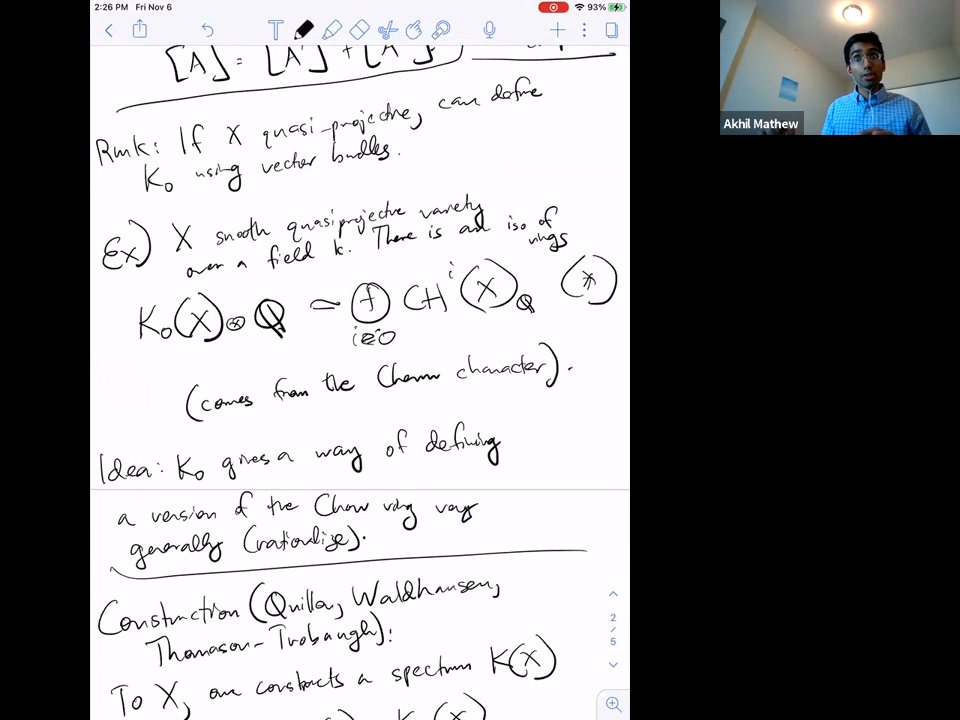 2:26 PM Fri Nov 6
93%
[A] = [A'] + [A
Rmk: If X quasi-projective, can define
K₀ using vector bundles.
Ex) X smooth quasiprojective variety
over a field k. There is an iso of
rings
K₀(X)⊗Q ≃ ⊕ CHⁱ(X)_Q (*)
i≥0
(comes from the Chern character).
Idea: K₀ gives a way of defining
a version of the Chow ring very
generally (rationalize).
Construction (Quillen, Waldhausen,
Thomason-Trobaugh):
To X, one constructs a spectrum K(X)
K₀(X)
2
/
5
Akhil Mathew